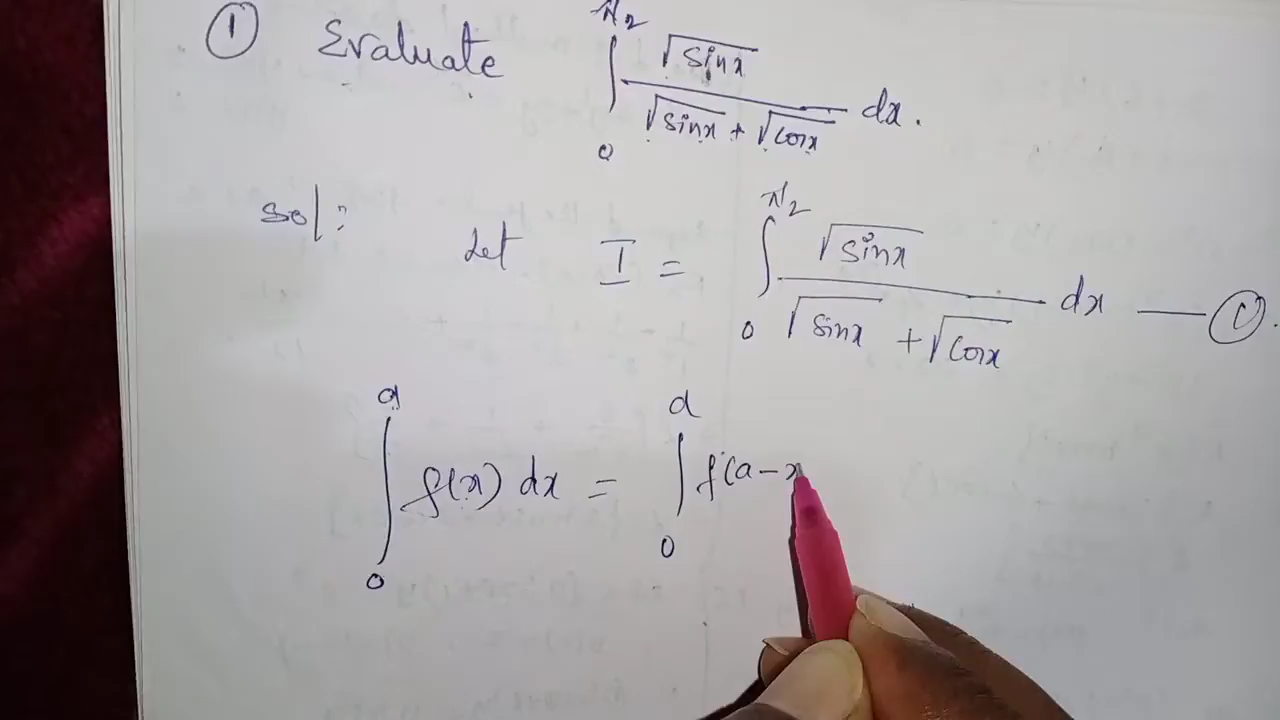 ① Evaluate ∫₀^{π/2} √sinx / (√sinx + √cosx) dx.
Sol: Let I = ∫₀^{π/2} √sinx / (√sinx + √cosx) dx — ①.
∫₀^a f(x) dx = ∫₀^a f(a-x